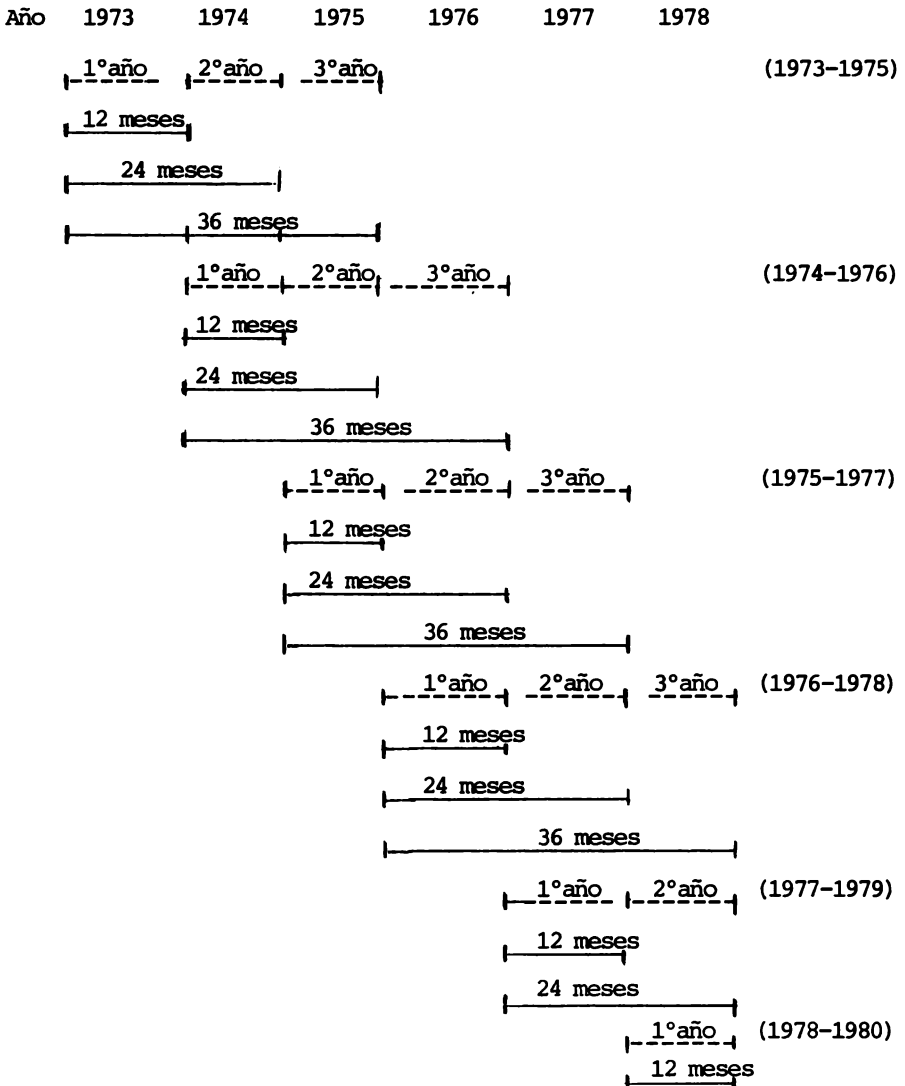 Año 1973 1974 1975 1976 1977 1978
1°año 2°año 3°año (1973-1975)
12 meses
24 meses
36 meses
1°año 2°año 3°año (1974-1976)
12 meses
24 meses
36 meses
1°año 2°año 3°año (1975-1977)
12 meses
24 meses
36 meses
1°año 2°año 3°año (1976-1978)
12 meses
24 meses
36 meses
1°año 2°año (1977-1979)
12 meses
24 meses
1°año (1978-1980)
12 meses